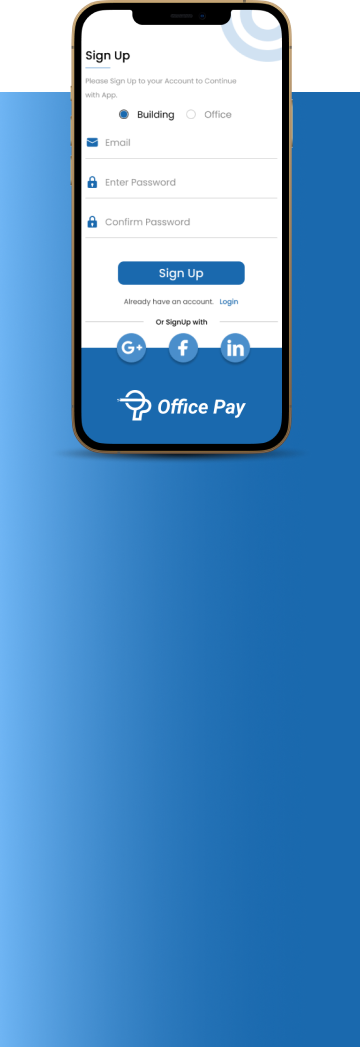 Sign Up
Please Sign Up to your Account to Continue
with App.
Building Office
Email
Enter Password
Confirm Password
Sign Up
Already have an account. Login
Or SignUp with
G+ f in
Office Pay